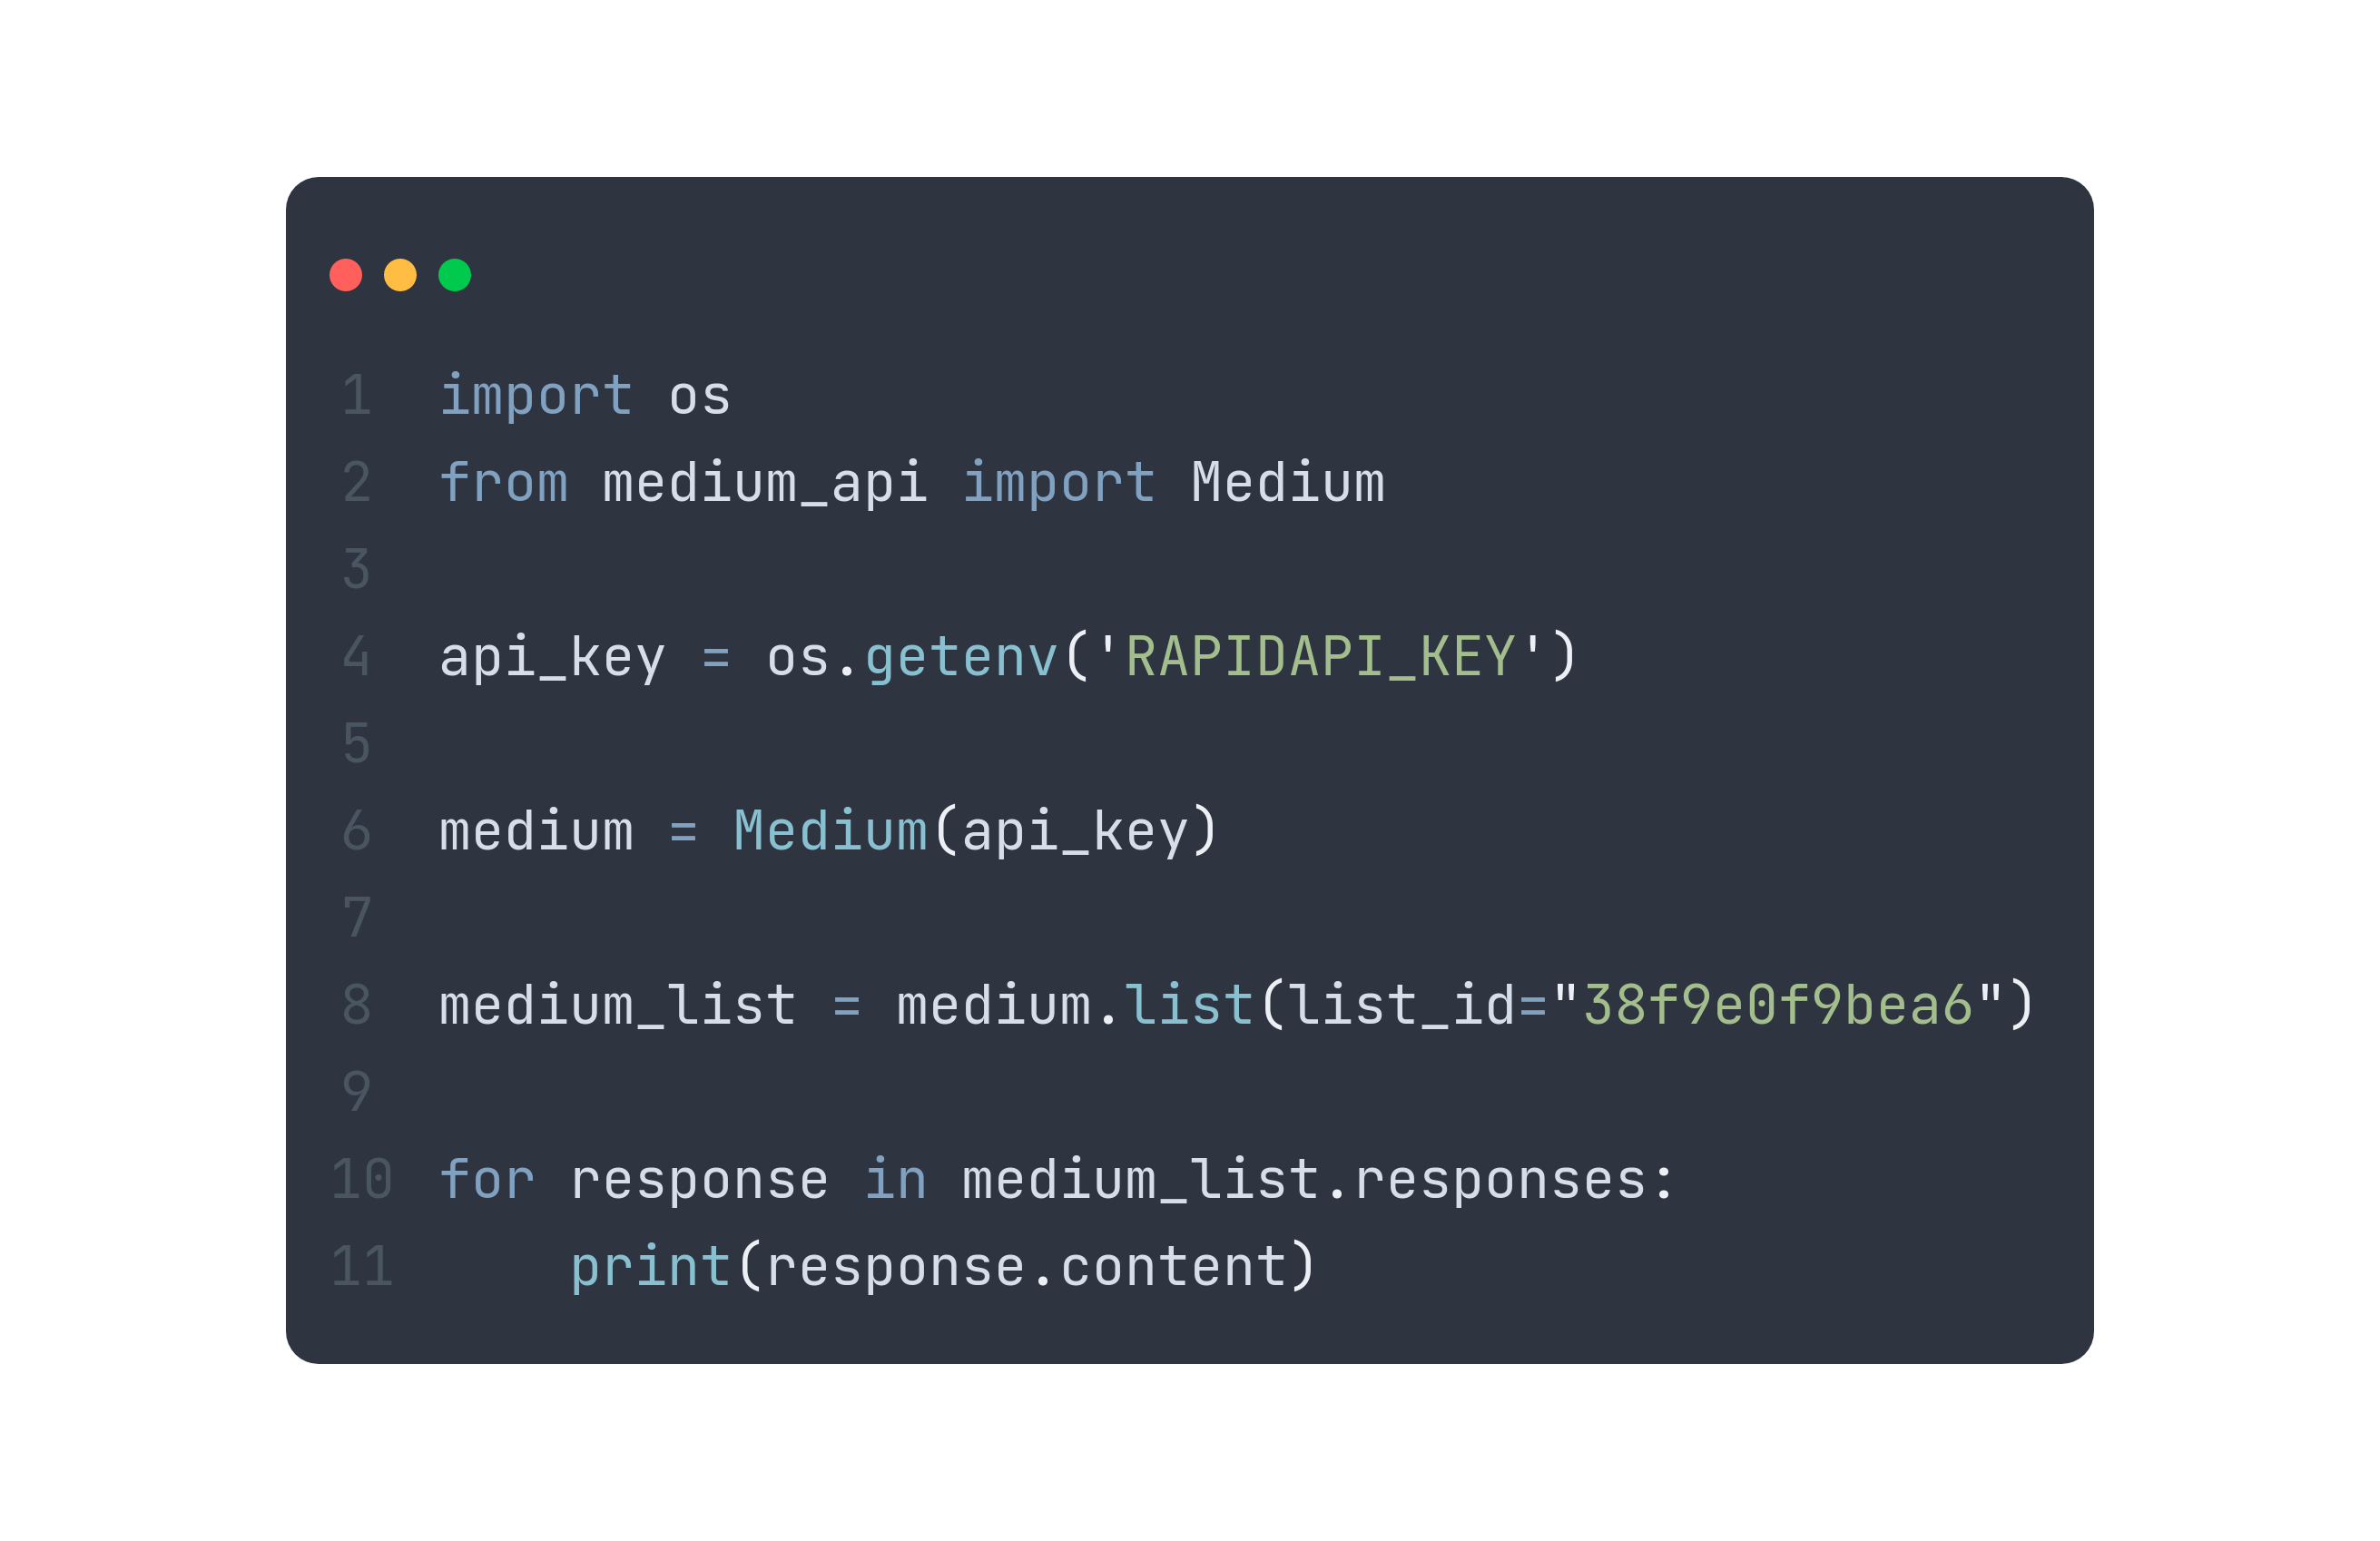 1 import os
2 from medium_api import Medium
3
4 api_key = os.getenv('RAPIDAPI_KEY')
5
6 medium = Medium(api_key)
7
8 medium_list = medium.list(list_id="38f9e0f9bea6")
9
10 for response in medium_list.responses:
11     print(response.content)